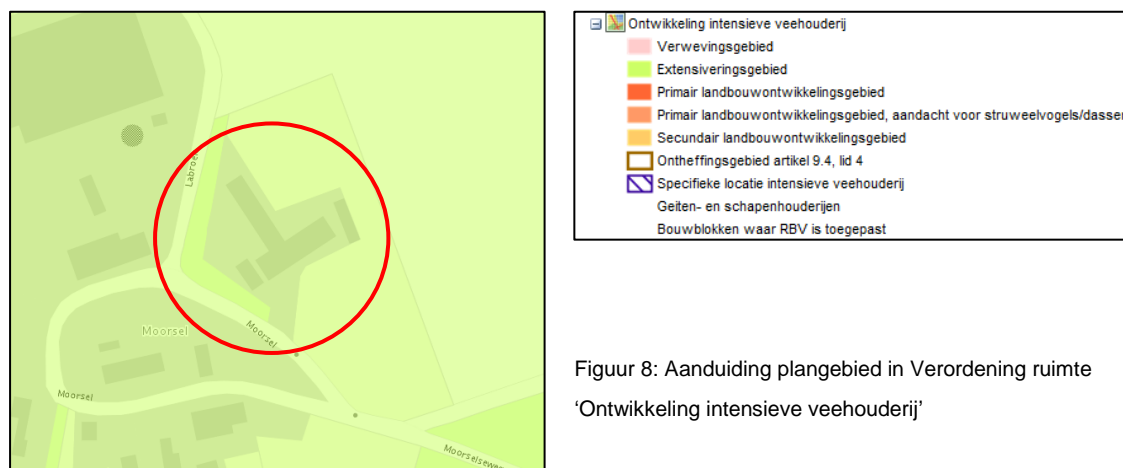 Labroek
Moorsel
Moorsel
Moorsel
Moorselsewe
Ontwikkeling intensieve veehouderij
Verwevingsgebied
Extensiveringsgebied
Primair landbouwontwikkelingsgebied
Primair landbouwontwikkelingsgebied, aandacht voor struweelvogels/dassen
Secundair landbouwontwikkelingsgebied
Ontheffingsgebied artikel 9.4, lid 4
Specifieke locatie intensieve veehouderij
Geiten- en schapenhouderijen
Bouwblokken waar RBV is toegepast
Figuur 8: Aanduiding plangebied in Verordening ruimte
‘Ontwikkeling intensieve veehouderij’